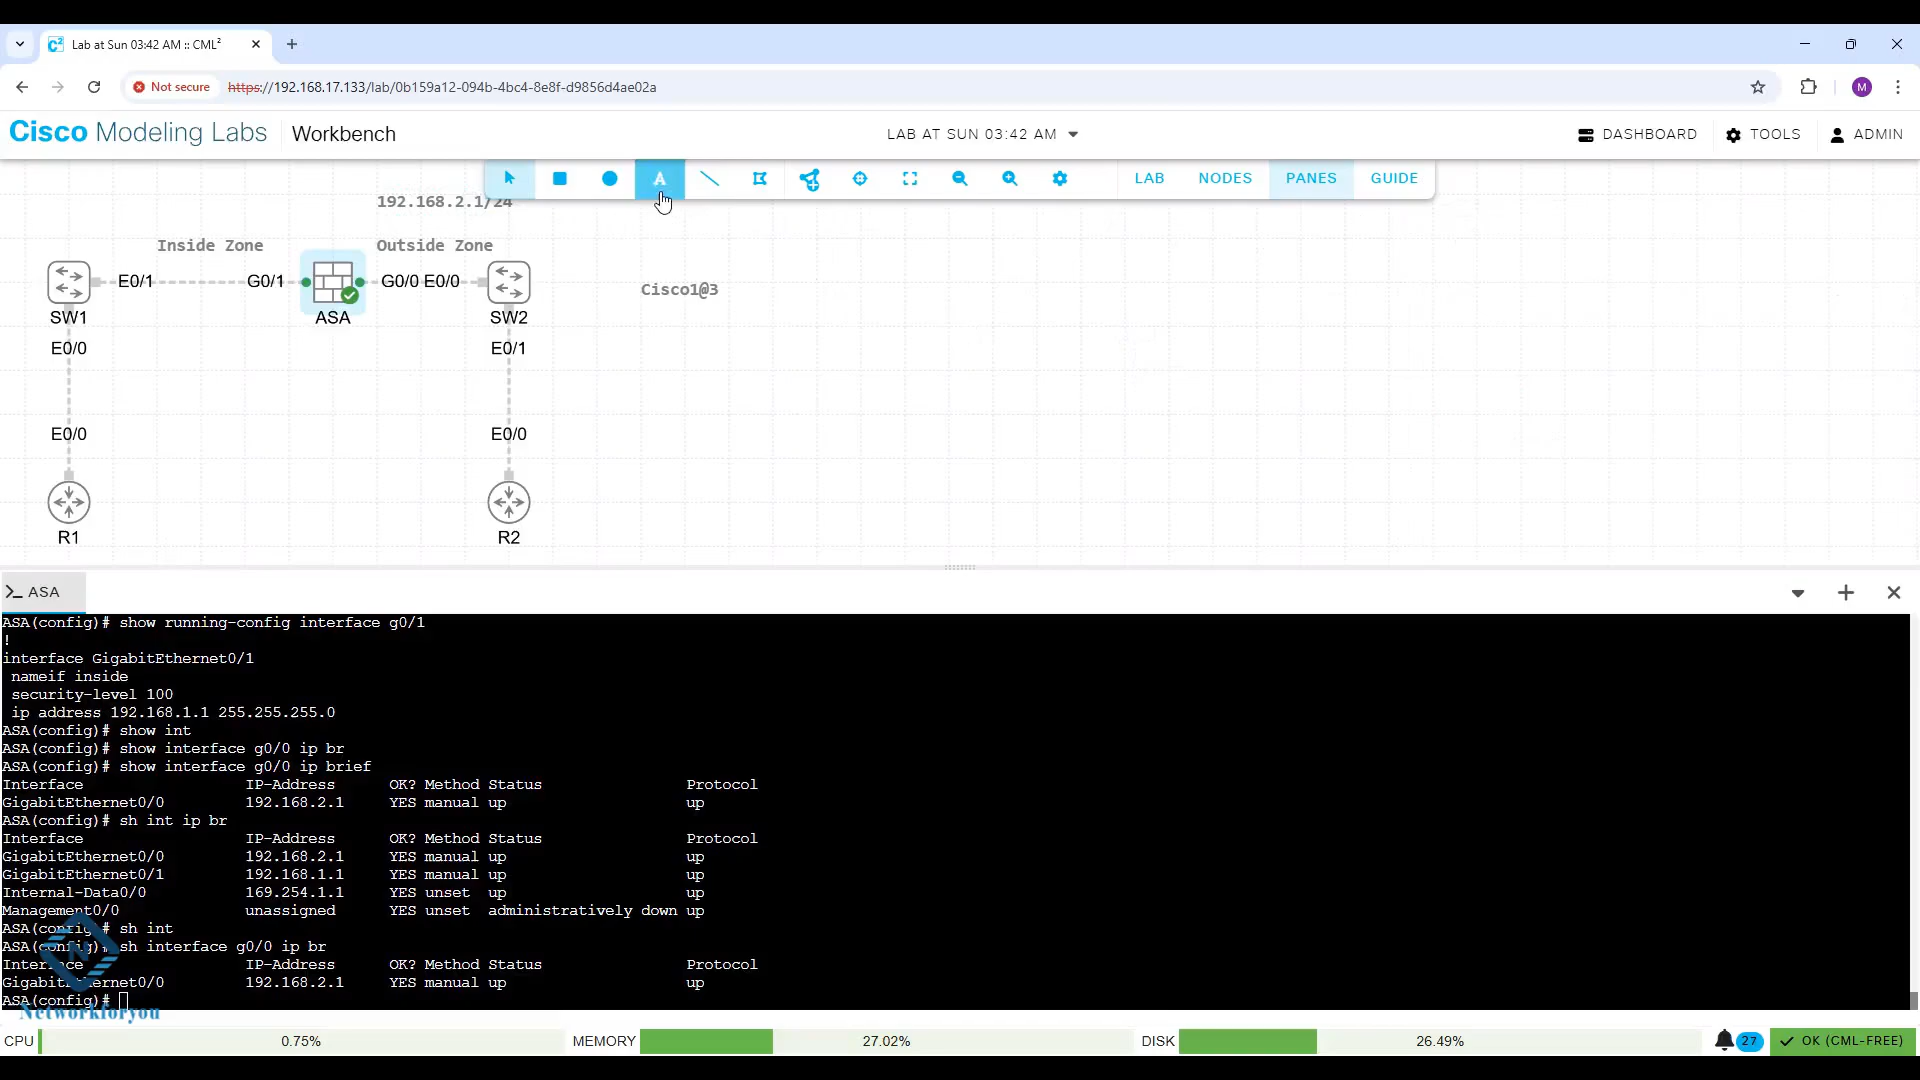 Lab at Sun 03:42 AM :: CML²
Not secure
https://192.168.17.133/lab/0b159a12-094b-4bc4-8e8f-d9856d4ae02a
M
Cisco Modeling Labs
Workbench
LAB AT SUN 03:42 AM
DASHBOARD
TOOLS
ADMIN
A
LAB
NODES
PANES
GUIDE
192.168.2.1/24
Inside Zone
Outside Zone
E0/1
G0/1
G0/0
E0/0
Cisco1@3
SW1
ASA
SW2
E0/0
E0/1
E0/0
E0/0
R1
R2
ASA
ASA(config)# show running-config interface g0/1
!
interface GigabitEthernet0/1
nameif inside
security-level 100
ip address 192.168.1.1 255.255.255.0
ASA(config)# show int
ASA(config)# show interface g0/0 ip br
ASA(config)# show interface g0/0 ip brief
Interface IP-Address OK? Method Status Protocol
GigabitEthernet0/0 192.168.2.1 YES manual up up
ASA(config)# sh int ip br
Interface IP-Address OK? Method Status Protocol
GigabitEthernet0/0 192.168.2.1 YES manual up up
GigabitEthernet0/1 192.168.1.1 YES manual up up
Internal-Data0/0 169.254.1.1 YES unset up up
Management0/0 unassigned YES unset administratively down up
ASA(config)# sh int
ASA(config)# sh interface g0/0 ip br
Interface IP-Address OK? Method Status Protocol
GigabitEthernet0/0 192.168.2.1 YES manual up up
ASA(config)#
N
Networkforyou
CPU
0.75%
MEMORY
27.02%
DISK
26.49%
27
OK (CML-FREE)